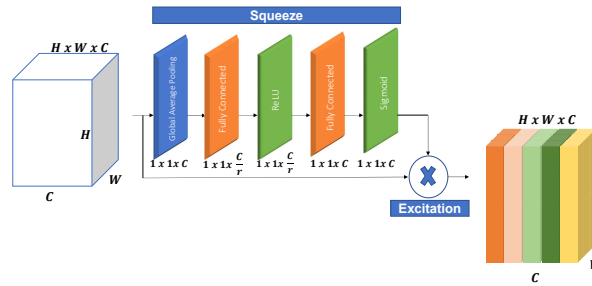 Squeeze
H x W x C
Global Average Pooling
Fully Connected
ReLU
Fully Connected
Sigmoid
H
W
C
1 x 1 x C
1 x 1 x C/r
1 x 1 x C/r
1 x 1 x C
1 x 1 x C
H x W x C
X
Excitation
C